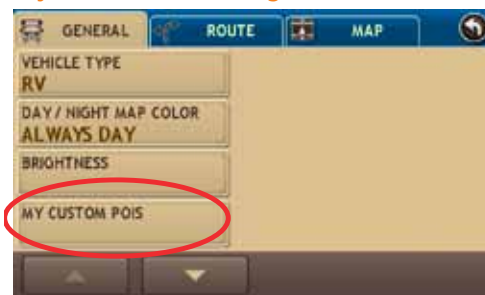 GENERAL ROUTE MAP
VEHICLE TYPE
RV
DAY / NIGHT MAP COLOR
ALWAYS DAY
BRIGHTNESS
MY CUSTOM POIS